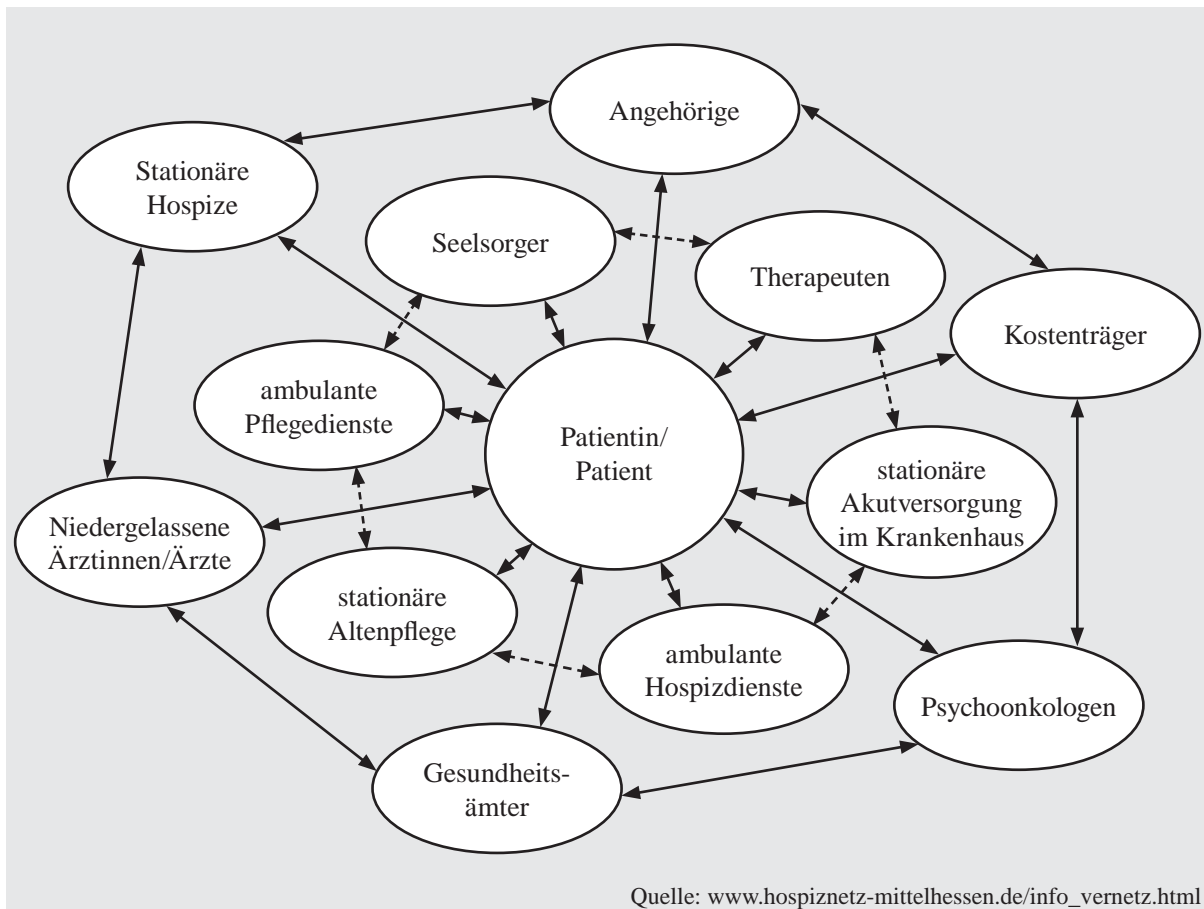 Angehörige
Stationäre
Hospize
Seelsorger
Therapeuten
Kostenträger
ambulante
Pflegedienste
Patientin/
Patient
stationäre
Akutversorgung
im Krankenhaus
Niedergelassene
Ärztinnen/Ärzte
stationäre
Altenpflege
ambulante
Hospizdienste
Psychoonkologen
Gesundheits-
ämter
Quelle: www.hospiznetz-mittelhessen.de/info_vernetz.html